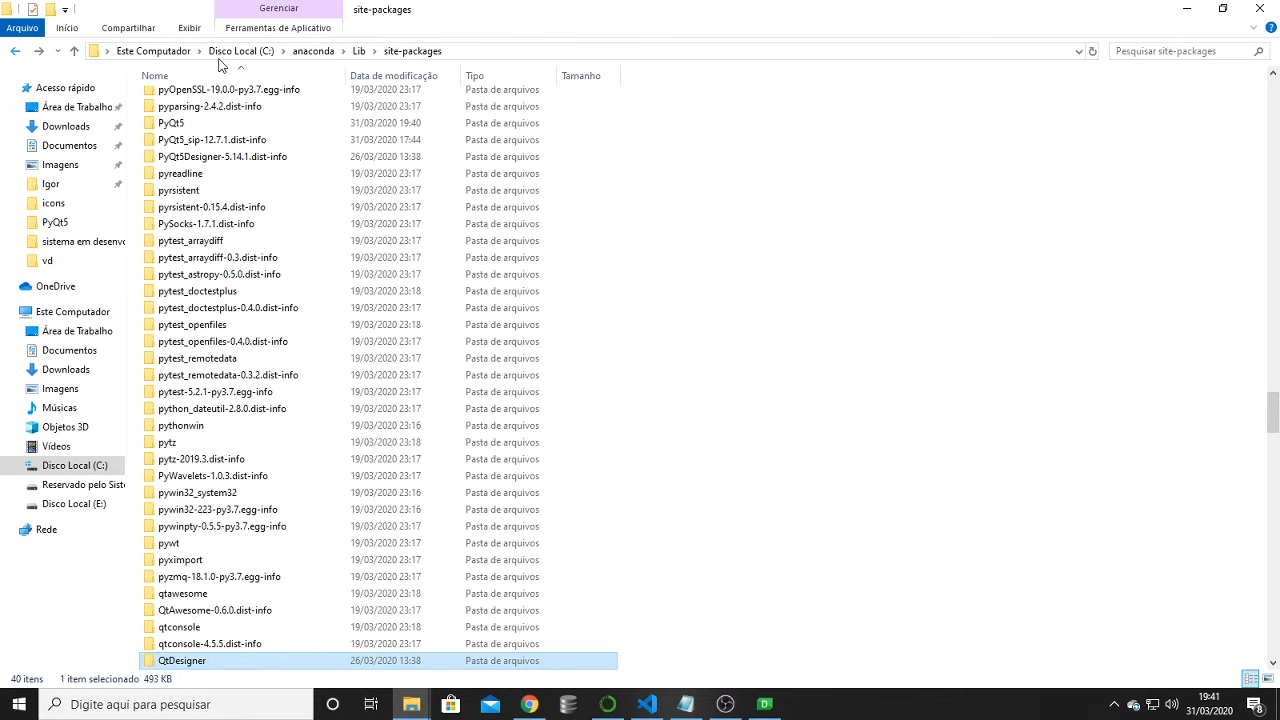 Gerenciar
site-packages
Arquivo
Início
Compartilhar
Exibir
Ferramentas de Aplicativo
Este Computador
Disco Local (C:)
anaconda
Lib
site-packages
Pesquisar site-packages
Nome
Data de modificação
Tipo
Tamanho
Acesso rápido
Área de Trabalho
Downloads
Documentos
Imagens
Igor
icons
PyQt5
sistema em desenvo
vd
OneDrive
Este Computador
Área de Trabalho
Documentos
Downloads
Imagens
Músicas
Objetos 3D
Vídeos
Disco Local (C:)
Reservado pelo Siste
Disco Local (E:)
Rede
pyOpenSSL-19.0.0-py3.7.egg-info 19/03/2020 23:17 Pasta de arquivos
pyparsing-2.4.2.dist-info 19/03/2020 23:17 Pasta de arquivos
PyQt5 31/03/2020 19:40 Pasta de arquivos
PyQt5_sip-12.7.1.dist-info 31/03/2020 17:44 Pasta de arquivos
PyQt5Designer-5.14.1.dist-info 26/03/2020 13:38 Pasta de arquivos
pyreadline 19/03/2020 23:17 Pasta de arquivos
pyrsistent 19/03/2020 23:17 Pasta de arquivos
pyrsistent-0.15.4.dist-info 19/03/2020 23:17 Pasta de arquivos
PySocks-1.7.1.dist-info 19/03/2020 23:17 Pasta de arquivos
pytest_arraydiff 19/03/2020 23:17 Pasta de arquivos
pytest_arraydiff-0.3.dist-info 19/03/2020 23:17 Pasta de arquivos
pytest_astropy-0.5.0.dist-info 19/03/2020 23:17 Pasta de arquivos
pytest_doctestplus 19/03/2020 23:18 Pasta de arquivos
pytest_doctestplus-0.4.0.dist-info 19/03/2020 23:17 Pasta de arquivos
pytest_openfiles 19/03/2020 23:18 Pasta de arquivos
pytest_openfiles-0.4.0.dist-info 19/03/2020 23:17 Pasta de arquivos
pytest_remotedata 19/03/2020 23:17 Pasta de arquivos
pytest_remotedata-0.3.2.dist-info 19/03/2020 23:17 Pasta de arquivos
pytest-5.2.1-py3.7.egg-info 19/03/2020 23:17 Pasta de arquivos
python_dateutil-2.8.0.dist-info 19/03/2020 23:17 Pasta de arquivos
pythonwin 19/03/2020 23:16 Pasta de arquivos
pytz 19/03/2020 23:18 Pasta de arquivos
pytz-2019.3.dist-info 19/03/2020 23:17 Pasta de arquivos
PyWavelets-1.0.3.dist-info 19/03/2020 23:17 Pasta de arquivos
pywin32_system32 19/03/2020 23:16 Pasta de arquivos
pywin32-223-py3.7.egg-info 19/03/2020 23:16 Pasta de arquivos
pywinpty-0.5.5-py3.7.egg-info 19/03/2020 23:17 Pasta de arquivos
pywt 19/03/2020 23:17 Pasta de arquivos
pyximport 19/03/2020 23:17 Pasta de arquivos
pyzmq-18.1.0-py3.7.egg-info 19/03/2020 23:17 Pasta de arquivos
qtawesome 19/03/2020 23:18 Pasta de arquivos
QtAwesome-0.6.0.dist-info 19/03/2020 23:17 Pasta de arquivos
qtconsole 19/03/2020 23:18 Pasta de arquivos
qtconsole-4.5.5.dist-info 19/03/2020 23:17 Pasta de arquivos
QtDesigner 26/03/2020 13:38 Pasta de arquivos
40 itens
1 item selecionado 493 KB
Digite aqui para pesquisar
19:41
31/03/2020
8